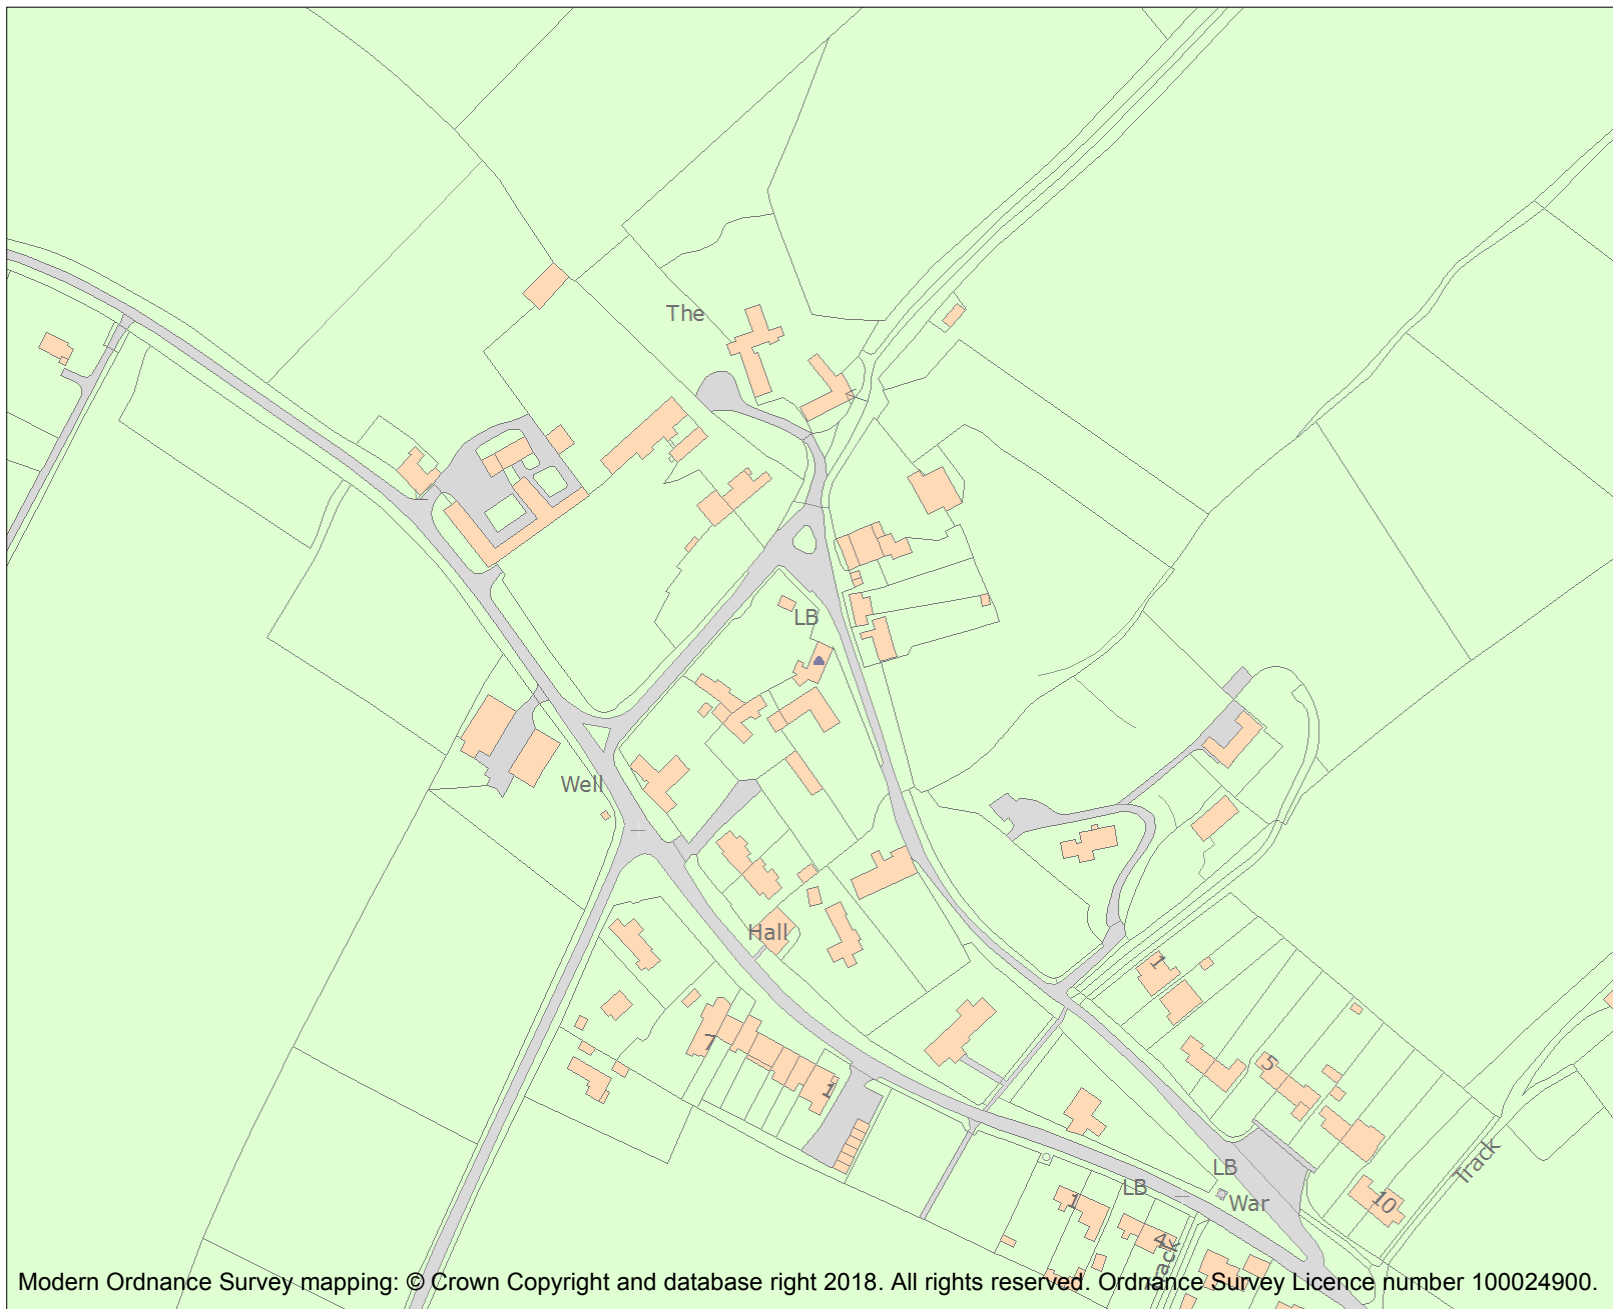 The
LB
Well
Hall
1
7
5
1
Track
LB
LB
War
10
1
4
Track
Modern Ordnance Survey mapping: © Crown Copyright and database right 2018. All rights reserved. Ordnance Survey Licence number 100024900.